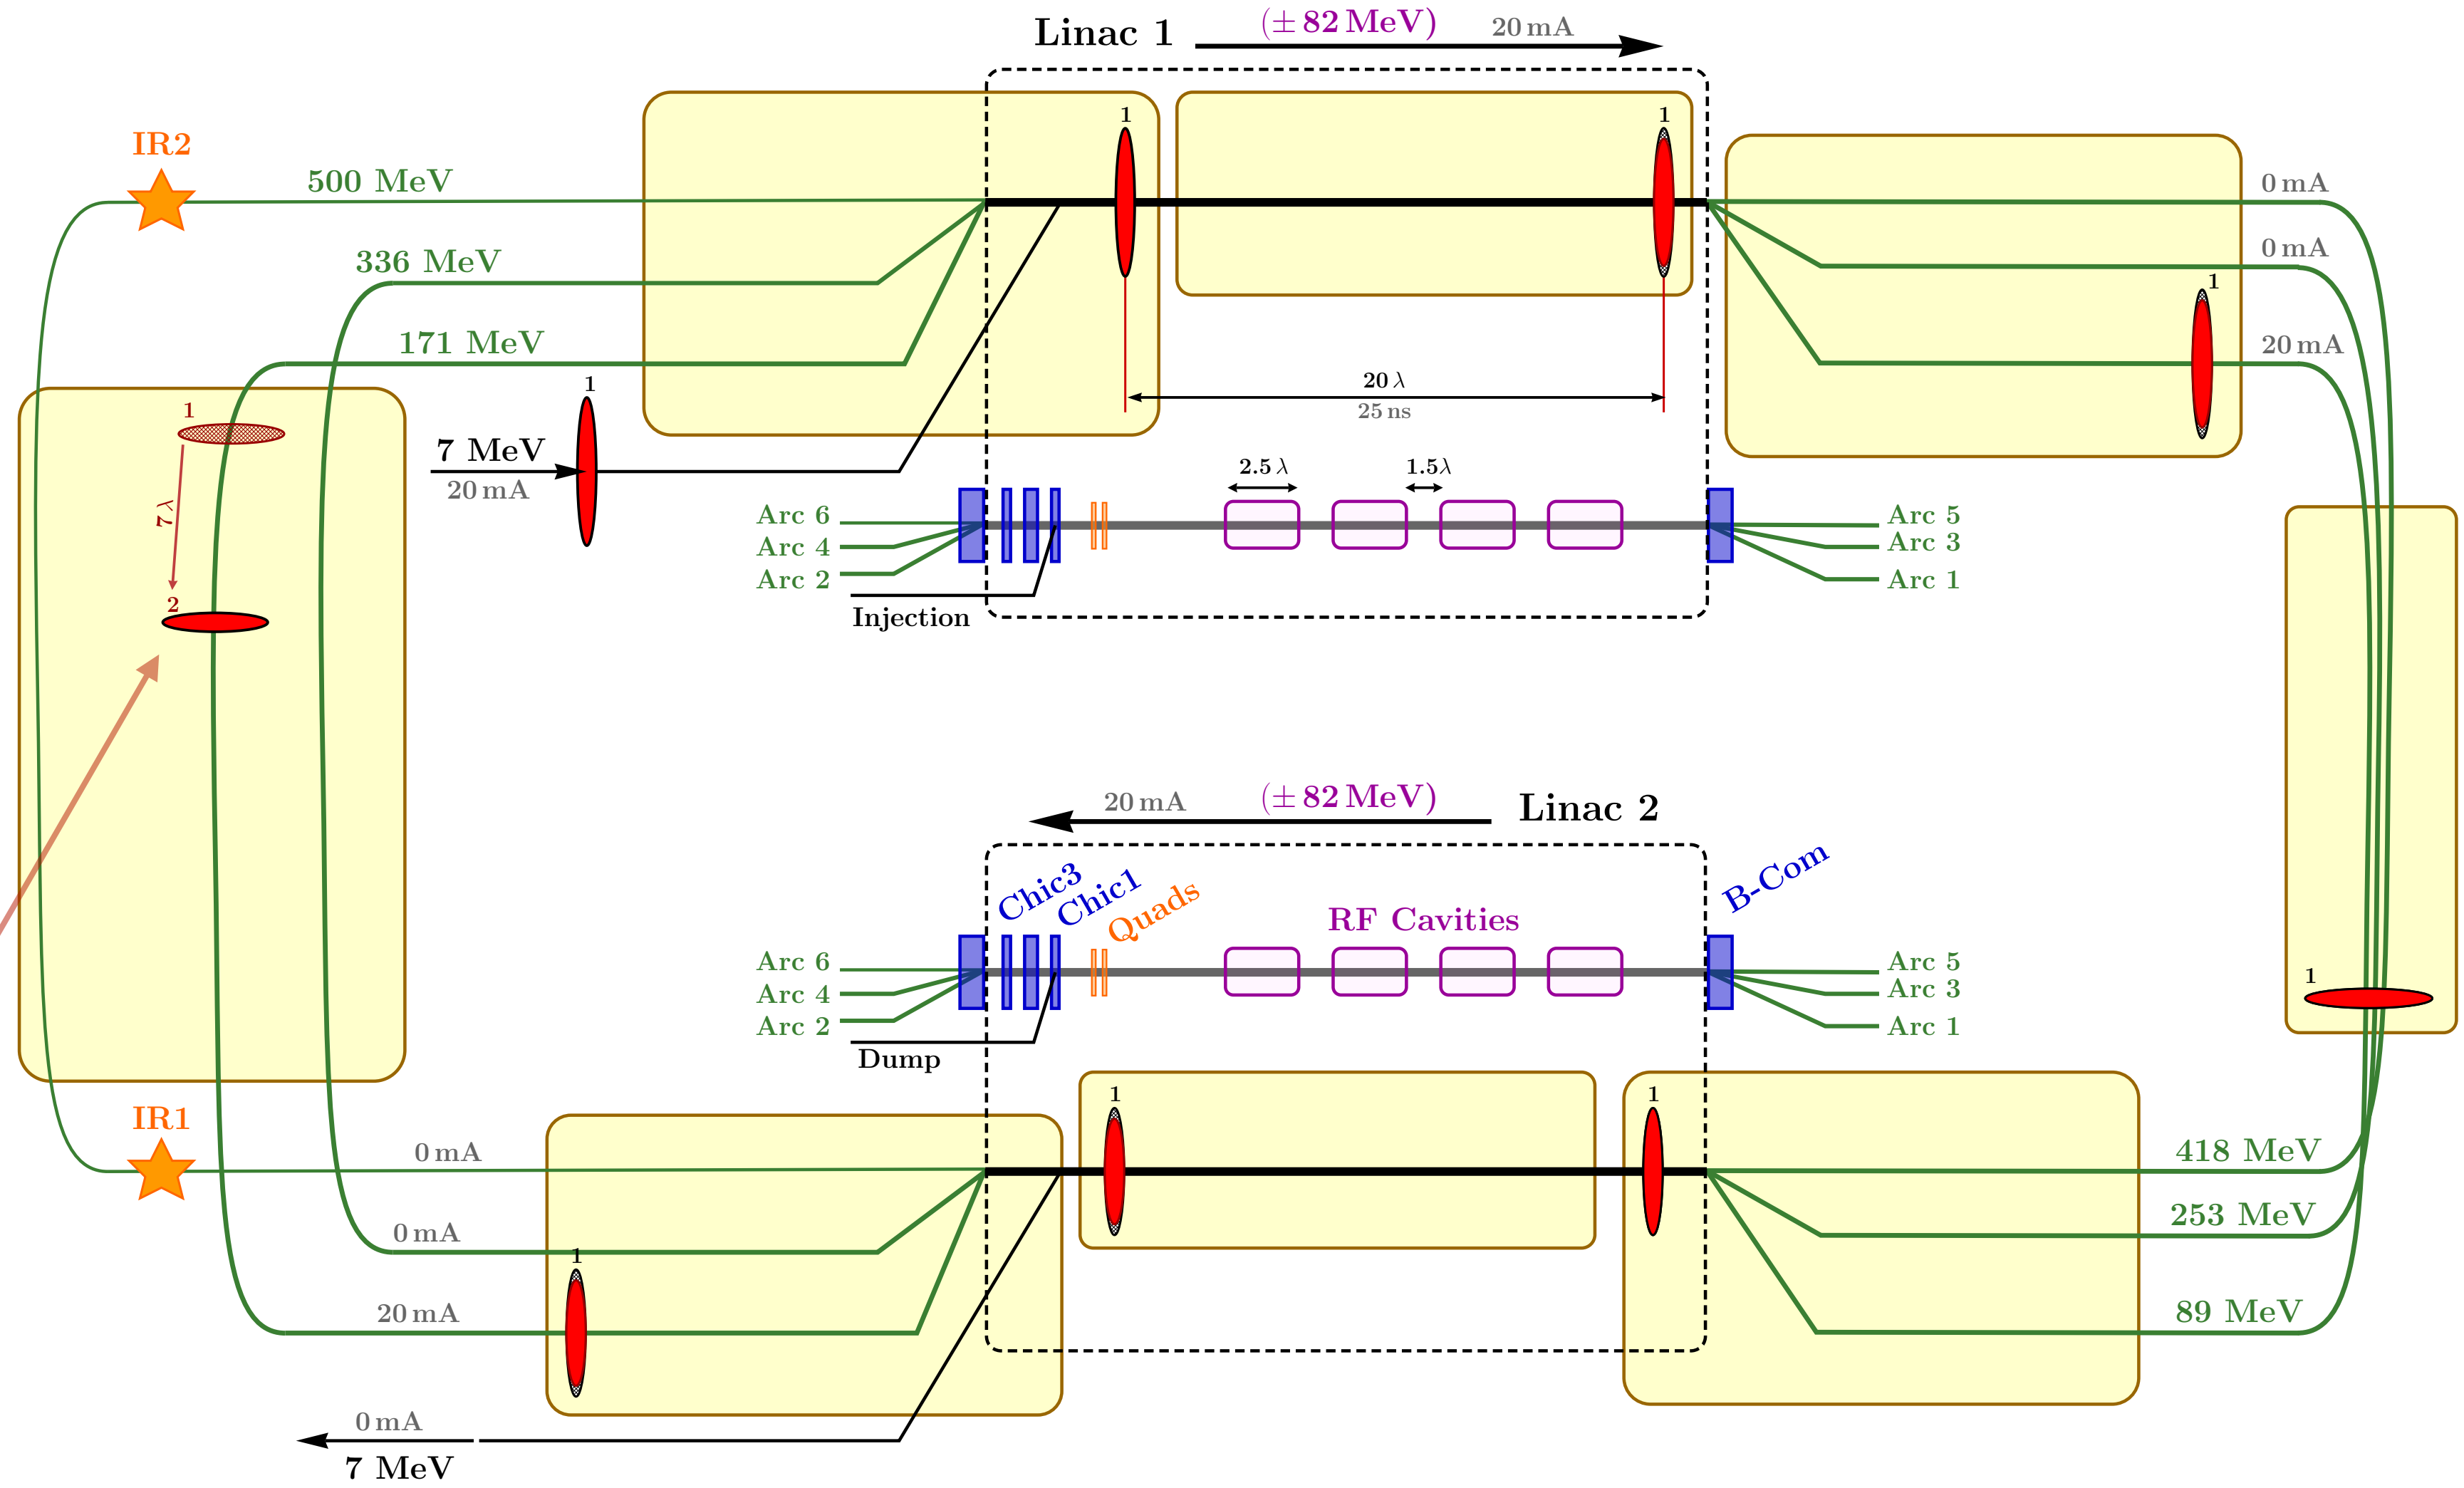 Linac 1
(± 82 MeV)
20 mA
IR2
500 MeV
336 MeV
171 MeV
1
1
0 mA
0 mA
20 mA
1
1
7 MeV
20 mA
20 λ
25 ns
1
7 λ
2
2.5 λ
1.5λ
Arc 6
Arc 4
Arc 2
Injection
Arc 5
Arc 3
Arc 1
20 mA
(± 82 MeV)
Linac 2
Chic3
Chic1
Quads
RF Cavities
B-Com
Arc 6
Arc 4
Arc 2
Dump
Arc 5
Arc 3
Arc 1
1
1
1
IR1
0 mA
0 mA
20 mA
1
418 MeV
253 MeV
89 MeV
0 mA
7 MeV